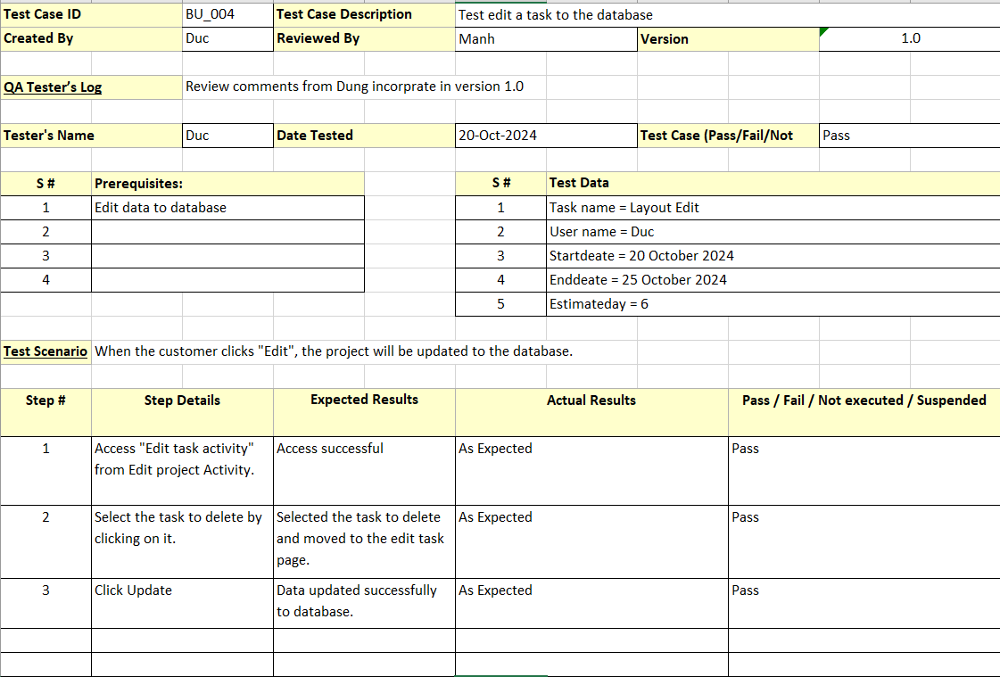 Test Case ID BU_004 Test Case Description Test edit a task to the database
Created By Duc Reviewed By Manh Version 1.0
QA Tester’s Log Review comments from Dung incorprate in version 1.0
Tester's Name Duc Date Tested 20-Oct-2024 Test Case (Pass/Fail/Not Pass
S # Prerequisites: S # Test Data
1 Edit data to database 1 Task name = Layout Edit
2 2 User name = Duc
3 3 Startdeate = 20 October 2024
4 4 Enddeate = 25 October 2024
5 Estimateday = 6
Test Scenario When the customer clicks "Edit", the project will be updated to the database.
Step # Step Details Expected Results Actual Results Pass / Fail / Not executed / Suspended
1 Access "Edit task activity" Access successful As Expected Pass
from Edit project Activity.
2 Select the task to delete by Selected the task to delete As Expected Pass
clicking on it. and moved to the edit task
page.
3 Click Update Data updated successfully As Expected Pass
to database.